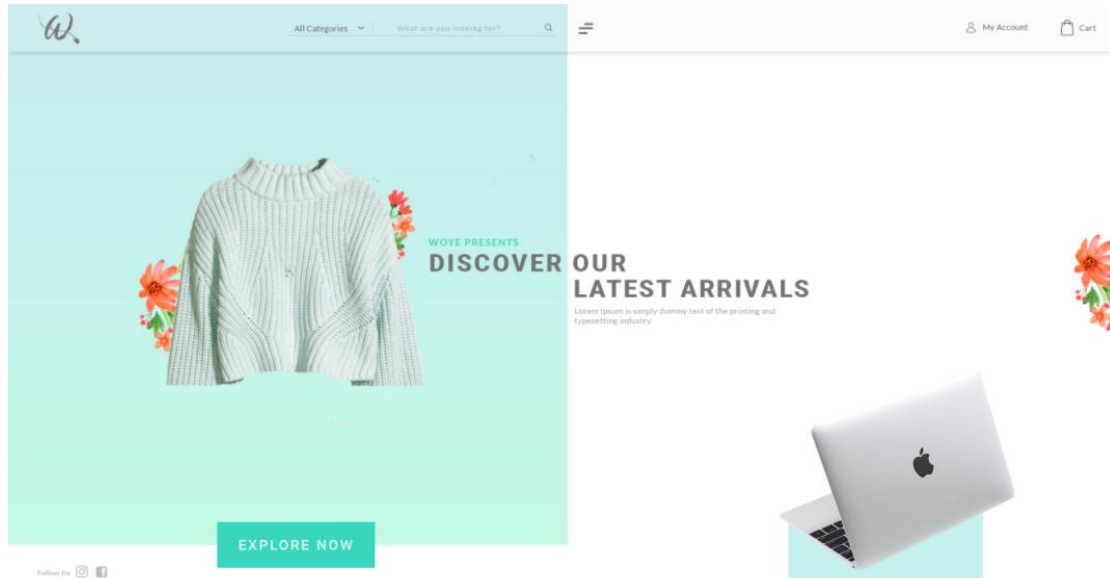 W
All Categories
What are you looking for?
My Account
Cart
WOYE PRESENTS
DISCOVER OUR
LATEST ARRIVALS
Lorem Ipsum is simply dummy text of the printing and
typesetting industry.
EXPLORE NOW
Follow Us